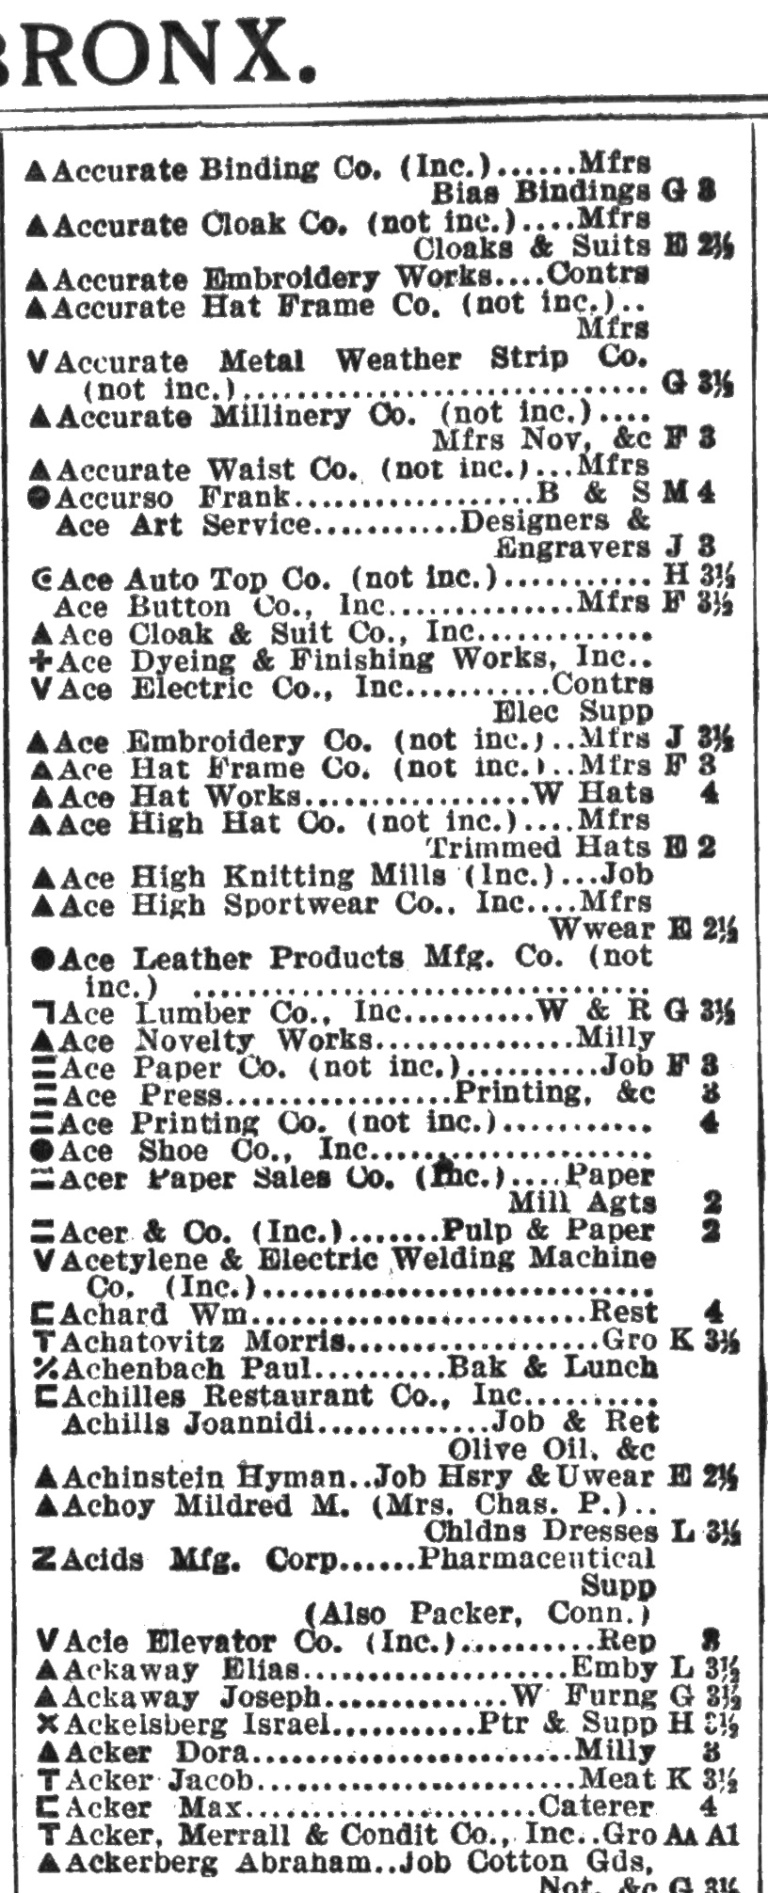 BRONX.
▲Accurate Binding Co. (Inc.)......Mfrs
Bias Bindings G 3
▲Accurate Cloak Co. (not inc.)....Mfrs
Cloaks & Suits E 2½
▲Accurate Embroidery Works....Contrs
▲Accurate Hat Frame Co. (not inc.)..
Mfrs
VAccurate Metal Weather Strip Co.
(not inc.)............................. G 3½
▲Accurate Millinery Co. (not inc.)....
Mfrs Nov, &c F 3
▲Accurate Waist Co. (not inc.)...Mfrs
●Accurso Frank..................B & S M 4
Ace Art Service...........Designers &
Engravers J 3
Ace Auto Top Co. (not inc.)........... H 3½
Ace Button Co., Inc..............Mfrs F 3½
▲Ace Cloak & Suit Co., Inc.............
+Ace Dyeing & Finishing Works, Inc..
VAce Electric Co., Inc...........Contrs
Elec Supp
▲Ace Embroidery Co. (not inc.)..Mfrs J 3½
▲Ace Hat Frame Co. (not inc.)..Mfrs F 3
▲Ace Hat Works.................W Hats 4
▲Ace High Hat Co. (not inc.)....Mfrs
Trimmed Hats E 2
▲Ace High Knitting Mills (Inc.)...Job
▲Ace High Sportwear Co., Inc....Mfrs
Wwear E 2½
●Ace Leather Products Mfg. Co. (not
inc.) .................................
Ace Lumber Co., Inc..........W & R G 3½
▲Ace Novelty Works...............Milly
=Ace Paper Co. (not inc.)..........Job F 3
=Ace Press.................Printing, &c 3
=Ace Printing Co. (not inc.)........... 4
●Ace Shoe Co., Inc.....................
=Acer Paper Sales Co. (Inc.)....Paper
Mill Agts 2
=Acer & Co. (Inc.).......Pulp & Paper 2
VAcetylene & Electric Welding Machine
Co. (Inc.).............................
⊏Achard Wm.........................Rest 4
TAchatovitz Morris...................Gro K 3½
٪Achenbach Paul..........Bak & Lunch
⊏Achilles Restaurant Co., Inc..........
Achills Joannidi.............Job & Ret
Olive Oil, &c
▲Achinstein Hyman..Job Hsry & Uwear E 2½
▲Achoy Mildred M. (Mrs. Chas. P.)..
Chldns Dresses L 3½
ZAcids Mfg. Corp......Pharmaceutical
Supp
(Also Packer, Conn.)
VAcie Elevator Co. (Inc.)..........Rep 3
▲Ackaway Elias....................Emby L 3½
▲Ackaway Joseph..............W Furng G 3½
×Ackelsberg Israel...........Ptr & Supp H 3½
▲Acker Dora........................Milly 3
TAcker Jacob........................Meat K 3½
⊏Acker Max......................Caterer 4
TAcker, Merrall & Condit Co., Inc..Gro AA A1
▲Ackerberg Abraham..Job Cotton Gds,
Not, &c G 3½